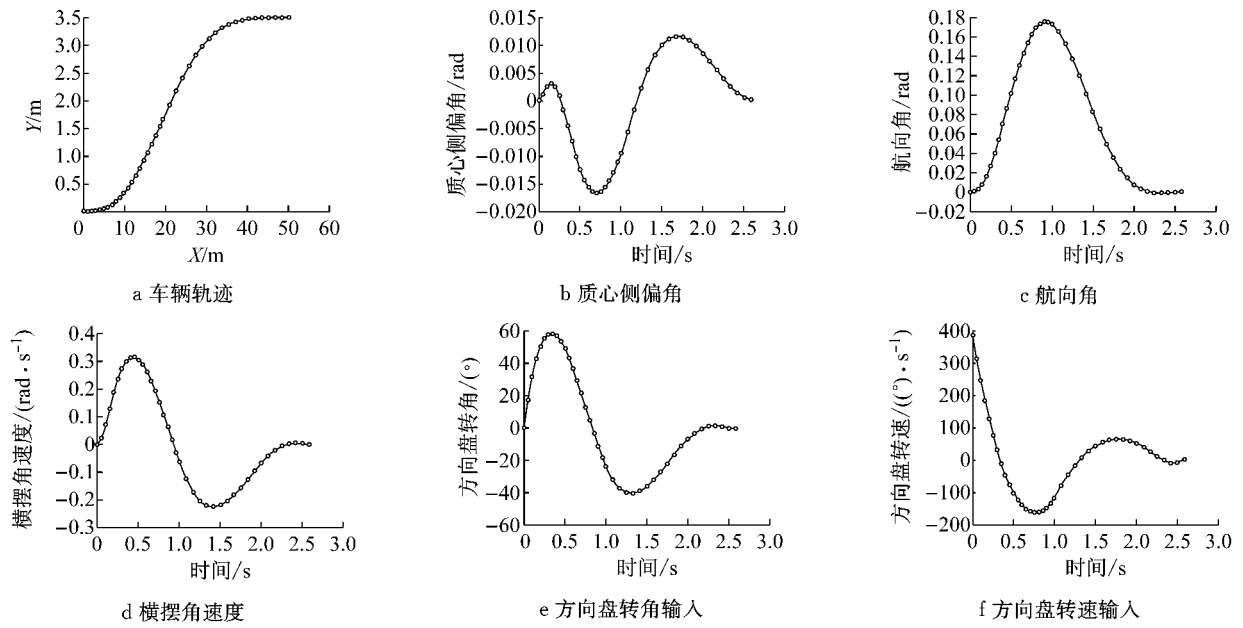 3.5
3.0
2.5
2.0
1.5
1.0
0.5
Y/m
0 10 20 30 40 50 60
X/m
a 车辆轨迹
0.015
0.010
0.005
0
−0.005
−0.010
−0.015
−0.020
质心侧偏角/rad
0 0.5 1.0 1.5 2.0 2.5 3.0
时间/s
b 质心侧偏角
0.18
0.16
0.14
0.12
0.10
0.08
0.06
0.04
0.02
0
−0.02
航向角/rad
0 0.5 1.0 1.5 2.0 2.5 3.0
时间/s
c 航向角
0.4
0.3
0.2
0.1
0
−0.1
−0.2
−0.3
横摆角速度/(rad·s⁻¹)
0 0.5 1.0 1.5 2.0 2.5 3.0
时间/s
d 横摆角速度
60
40
20
0
−20
−40
−60
方向盘转角/(°)
0 0.5 1.0 1.5 2.0 2.5 3.0
时间/s
e 方向盘转角输入
400
300
200
100
0
−100
−200
方向盘转速/((°)·s⁻¹)
0 0.5 1.0 1.5 2.0 2.5 3.0
时间/s
f 方向盘转速输入